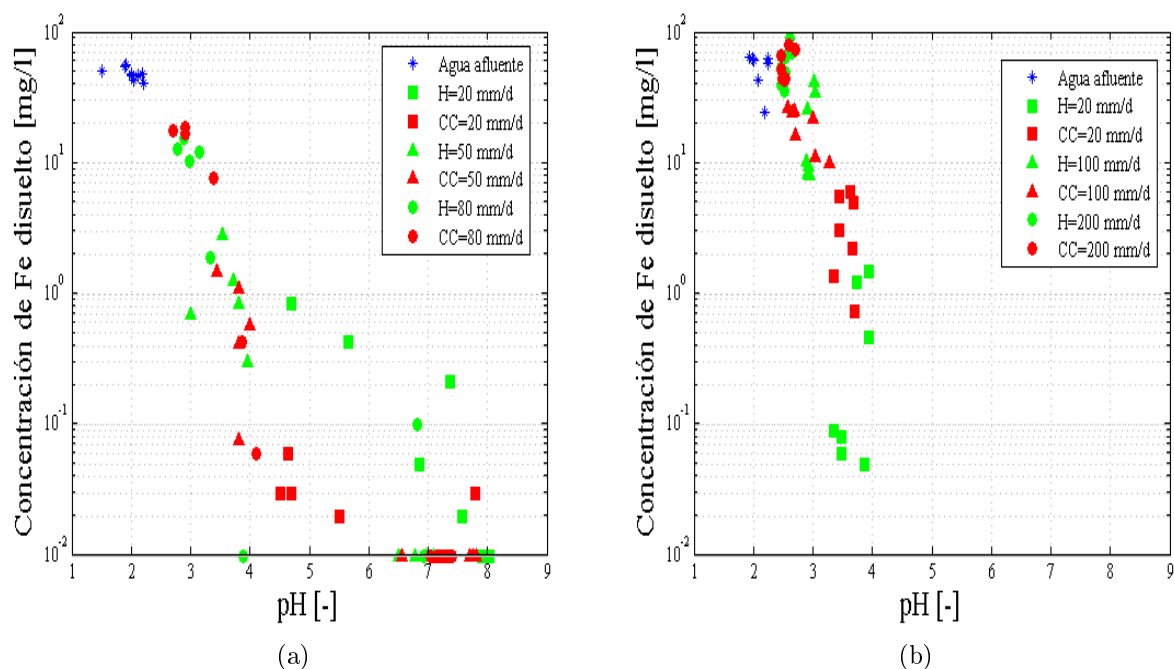 Concentración de Fe disuelto [mg/l]
10^2
10^1
10^0
10^-1
10^-2
Agua afluente
H=20 mm/d
CC=20 mm/d
H=50 mm/d
CC=50 mm/d
H=80 mm/d
CC=80 mm/d
1 2 3 4 5 6 7 8 9
pH [-]
(a)
Concentración de Fe disuelto [mg/l]
10^2
10^1
10^0
10^-1
10^-2
Agua afluente
H=20 mm/d
CC=20 mm/d
H=100 mm/d
CC=100 mm/d
H=200 mm/d
CC=200 mm/d
1 2 3 4 5 6 7 8 9
pH [-]
(b)